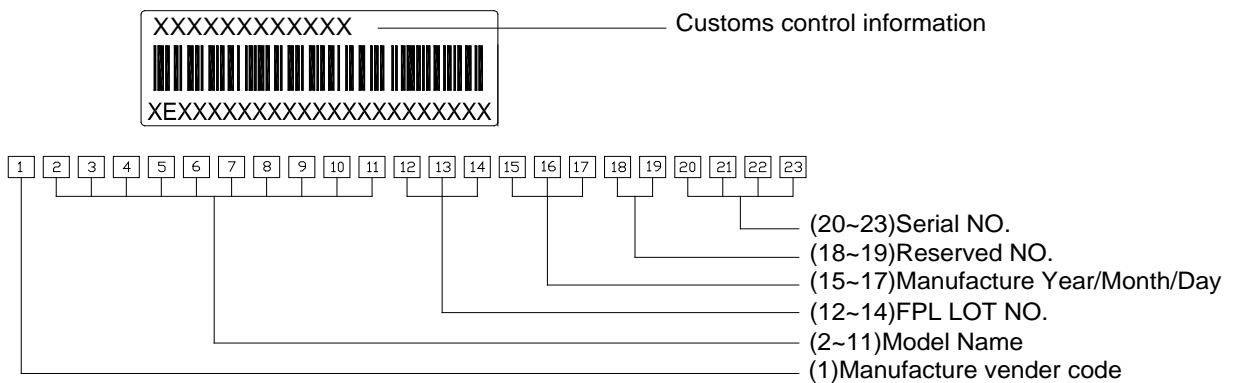 XXXXXXXXXXXXX
Customs control information
XEXXXXXXXXXXXXXXXXXXXXX
1 2 3 4 5 6 7 8 9 10 11 12 13 14 15 16 17 18 19 20 21 22 23
(20~23)Serial NO.
(18~19)Reserved NO.
(15~17)Manufacture Year/Month/Day
(12~14)FPL LOT NO.
(2~11)Model Name
(1)Manufacture vender code